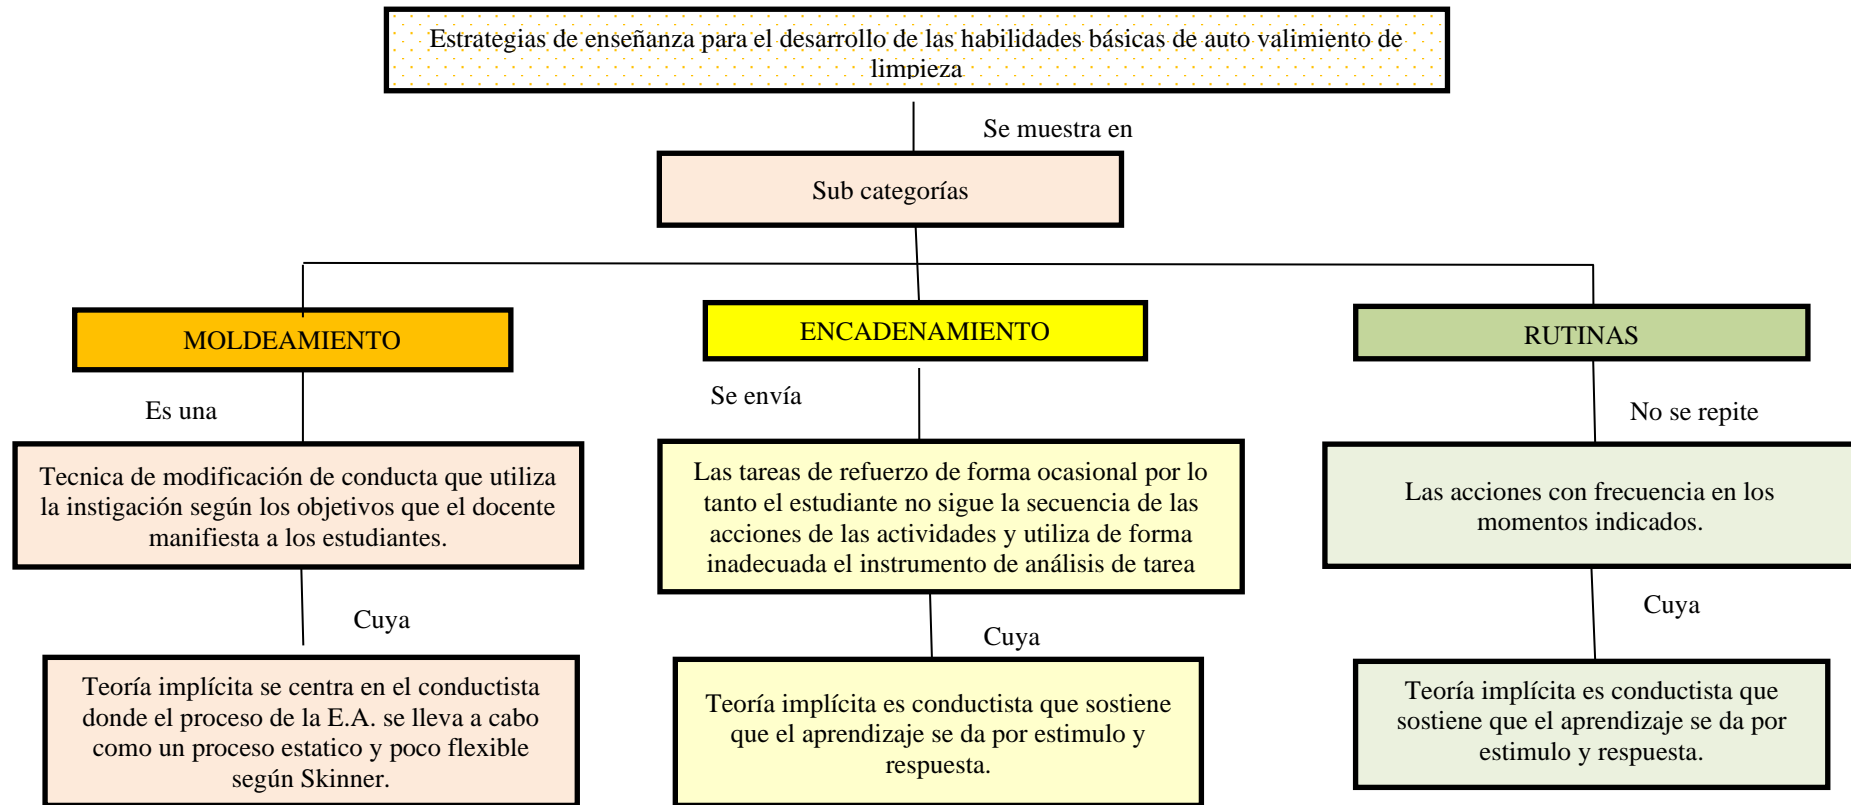 Estrategias de enseñanza para el desarrollo de las habilidades básicas de auto valimiento de
limpieza
Se muestra en
Sub categorías
MOLDEAMIENTO
Es una
Tecnica de modificación de conducta que utiliza
la instigación según los objetivos que el docente
manifiesta a los estudiantes.
Cuya
Teoría implícita se centra en el conductista
donde el proceso de la E.A. se lleva a cabo
como un proceso estatico y poco flexible
según Skinner.
ENCADENAMIENTO
Se envía
Las tareas de refuerzo de forma ocasional por lo
tanto el estudiante no sigue la secuencia de las
acciones de las actividades y utiliza de forma
inadecuada el instrumento de análisis de tarea
Cuya
Teoría implícita es conductista que sostiene
que el aprendizaje se da por estimulo y
respuesta.
RUTINAS
No se repite
Las acciones con frecuencia en los
momentos indicados.
Cuya
Teoría implícita es conductista que
sostiene que el aprendizaje se da por
estimulo y respuesta.